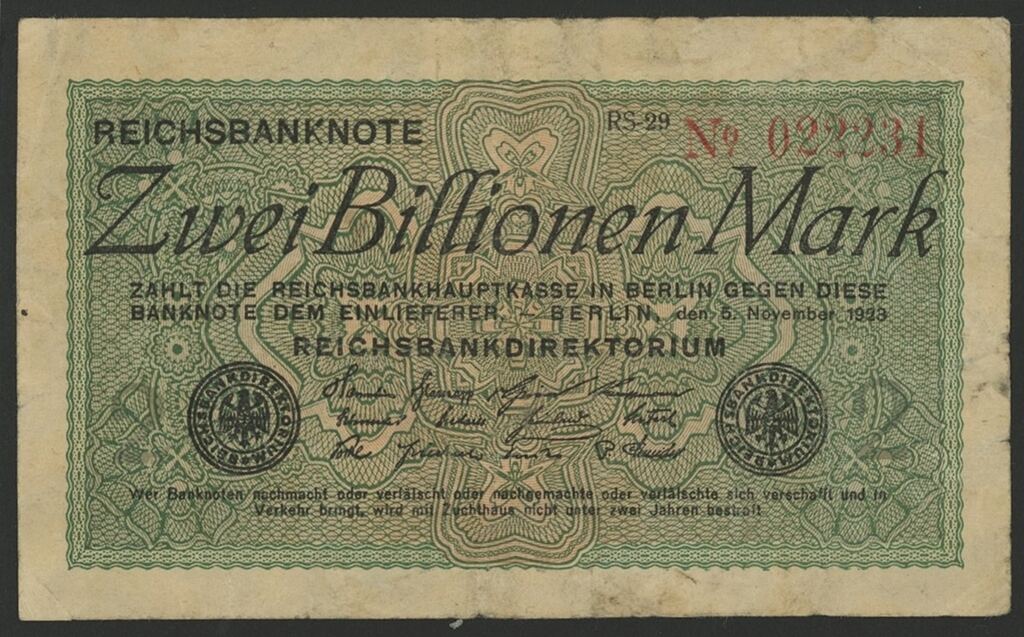 REICHSBANKNOTE
RS-29 No 022231
Zwei Billionen Mark
ZAHLT DIE REICHSBANKHAUPTKASSE IN BERLIN GEGEN DIESE
BANKNOTE DEM EINLIEFERER. – BERLIN, den 5. November 1923
REICHSBANKDIREKTORIUM
REICHSBANKDIREKTORIUM
REICHSBANKDIREKTORIUM
Wer Banknoten nachmacht oder verfälscht oder nachgemachte oder verfälschte sich verschafft und in
Verkehr bringt, wird mit Zuchthaus nicht unter zwei Jahren bestraft